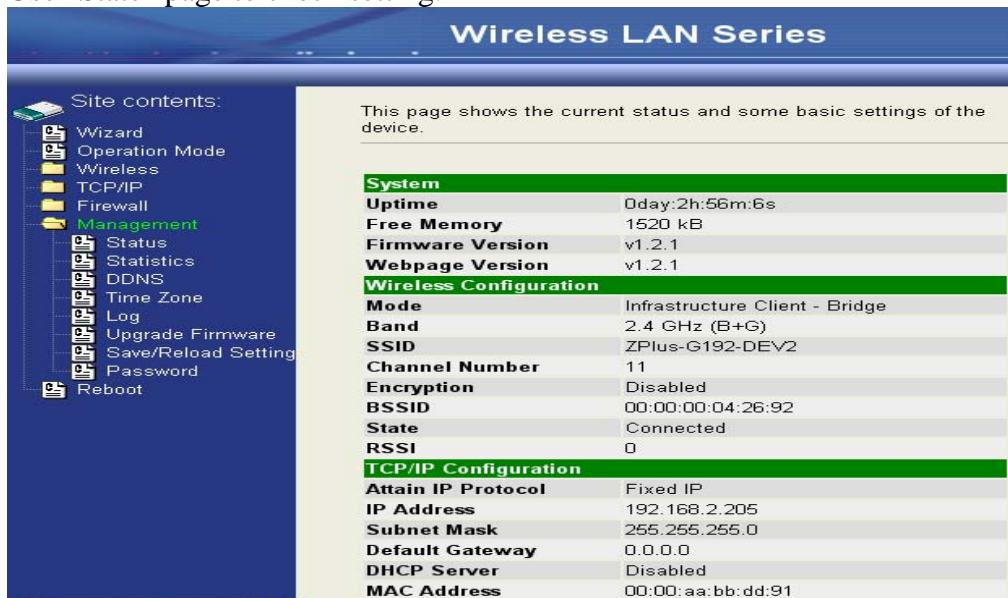 Wireless LAN Series
Site contents:
Wizard
Operation Mode
Wireless
TCP/IP
Firewall
Management
Status
Statistics
DDNS
Time Zone
Log
Upgrade Firmware
Save/Reload Setting
Password
Reboot
This page shows the current status and some basic settings of the
device.
System
Uptime 0day:2h:56m:6s
Free Memory 1520 kB
Firmware Version v1.2.1
Webpage Version v1.2.1
Wireless Configuration
Mode Infrastructure Client - Bridge
Band 2.4 GHz (B+G)
SSID ZPlus-G192-DEV2
Channel Number 11
Encryption Disabled
BSSID 00:00:00:04:26:92
State Connected
RSSI 0
TCP/IP Configuration
Attain IP Protocol Fixed IP
IP Address 192.168.2.205
Subnet Mask 255.255.255.0
Default Gateway 0.0.0.0
DHCP Server Disabled
MAC Address 00:00:aa:bb:dd:91